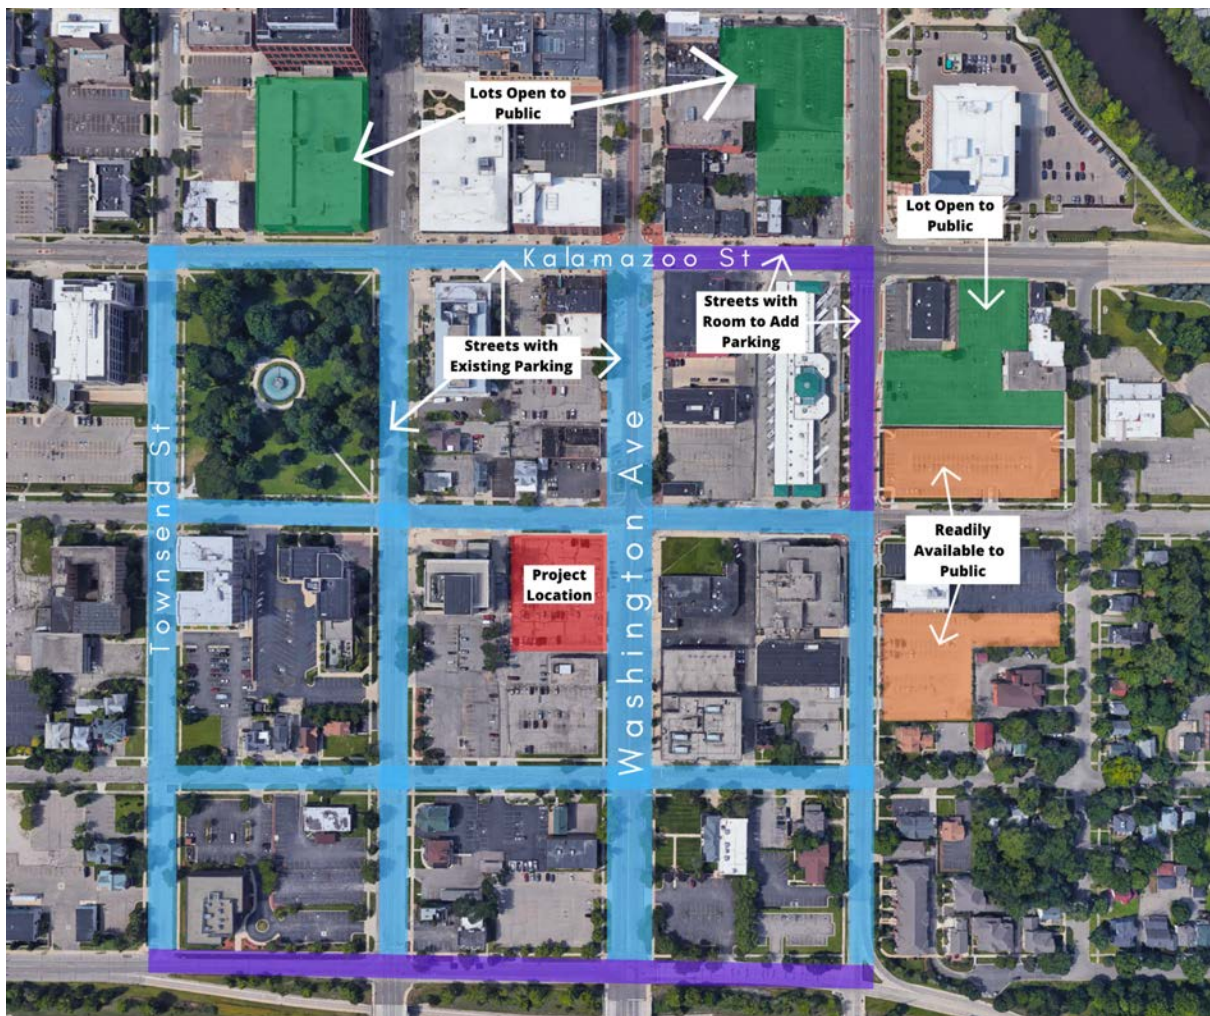 Lots Open to
Public
Lot Open to
Public
Kalamazoo St
Streets with
Room to Add
Parking
Streets with
Existing Parking
Townsend St
Washington Ave
Readily
Available to
Public
Project
Location